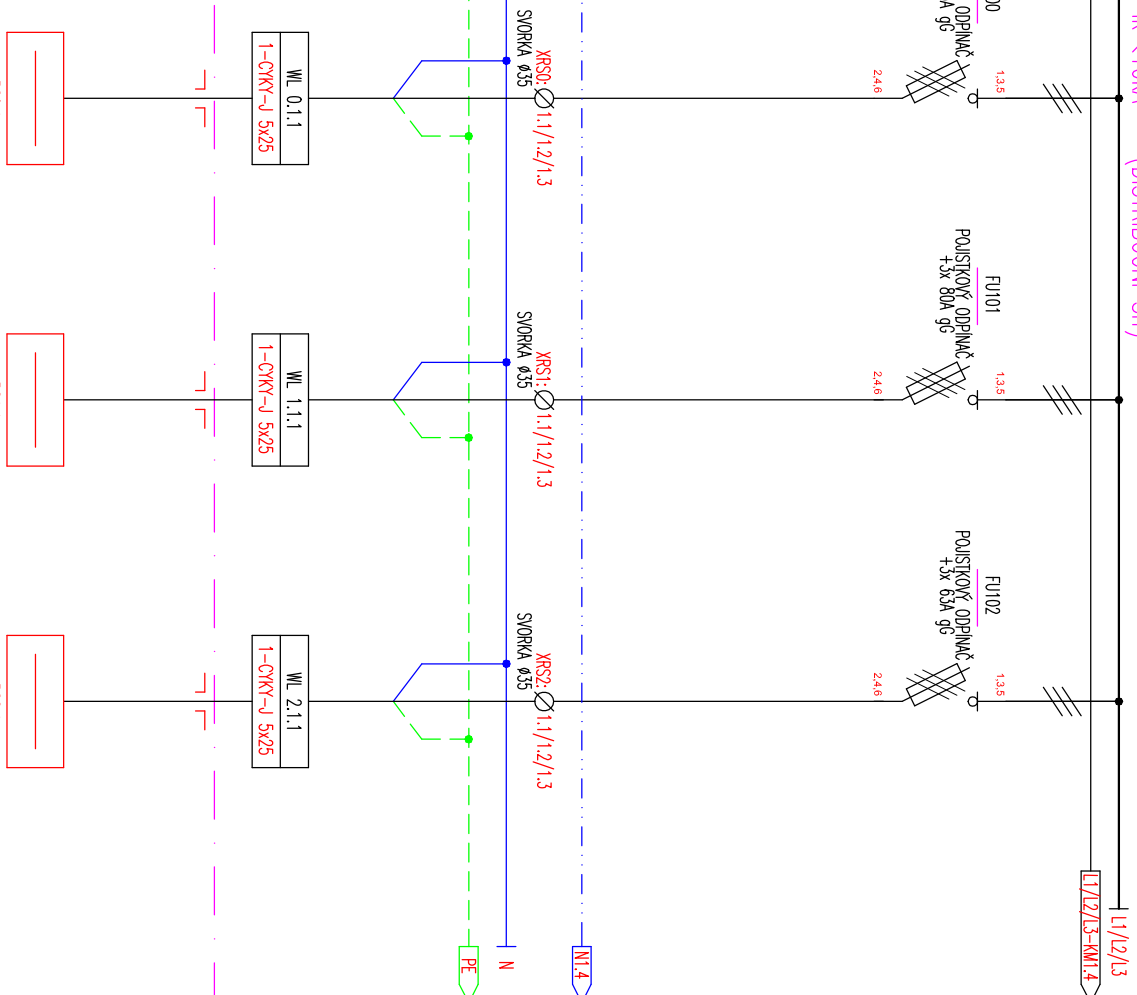 ODPÍNAČ
A gG
1,3,5
2,4,6
XRS0:
1.1/1.2/1.3
SVORKA Ø35
WL 0.1.1
1-CYKY-J 5x25
FU101
POJISTKOVÝ ODPÍNAČ
+3x 80A gG
1,3,5
2,4,6
XRS1:
1.1/1.2/1.3
SVORKA Ø35
WL 1.1.1
1-CYKY-J 5x25
FU102
POJISTKOVÝ ODPÍNAČ
+3x 63A gG
1,3,5
2,4,6
XRS2:
1.1/1.2/1.3
SVORKA Ø35
WL 2.1.1
1-CYKY-J 5x25
L1/L2/L3
L1/L2/L3-KM1.4
N1.4
N
PE